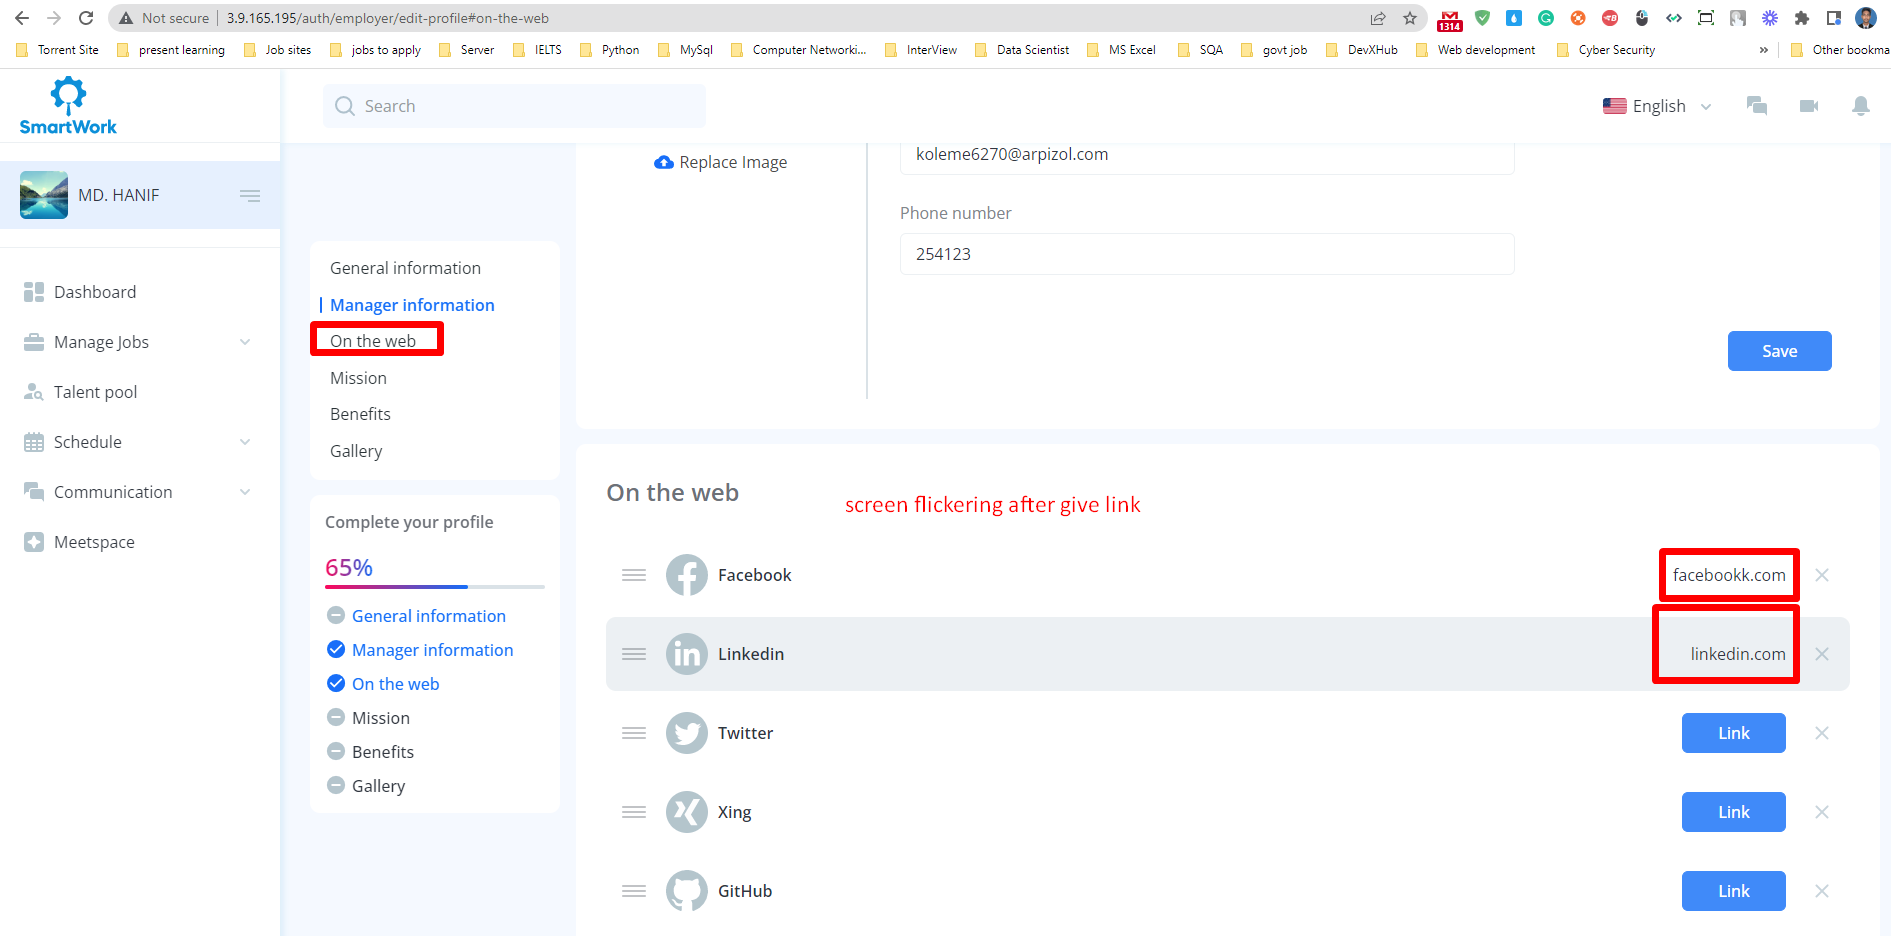 Not secure | 3.9.165.195/auth/employer/edit-profile#on-the-web
1314
Torrent Site present learning Job sites jobs to apply Server IELTS Python MySql Computer Networki... InterView Data Scientist MS Excel SQA govt job DevXHub Web development Cyber Security » Other bookma
SmartWork
Search
English
MD. HANIF
Dashboard
Manage Jobs
Talent pool
Schedule
Communication
Meetspace
General information
Manager information
On the web
Mission
Benefits
Gallery
Complete your profile
65%
General information
Manager information
On the web
Mission
Benefits
Gallery
Replace Image
koleme6270@arpizol.com
Phone number
254123
Save
On the web
screen flickering after give link
Facebook
facebookk.com
Linkedin
linkedin.com
Twitter
Link
Xing
Link
GitHub
Link